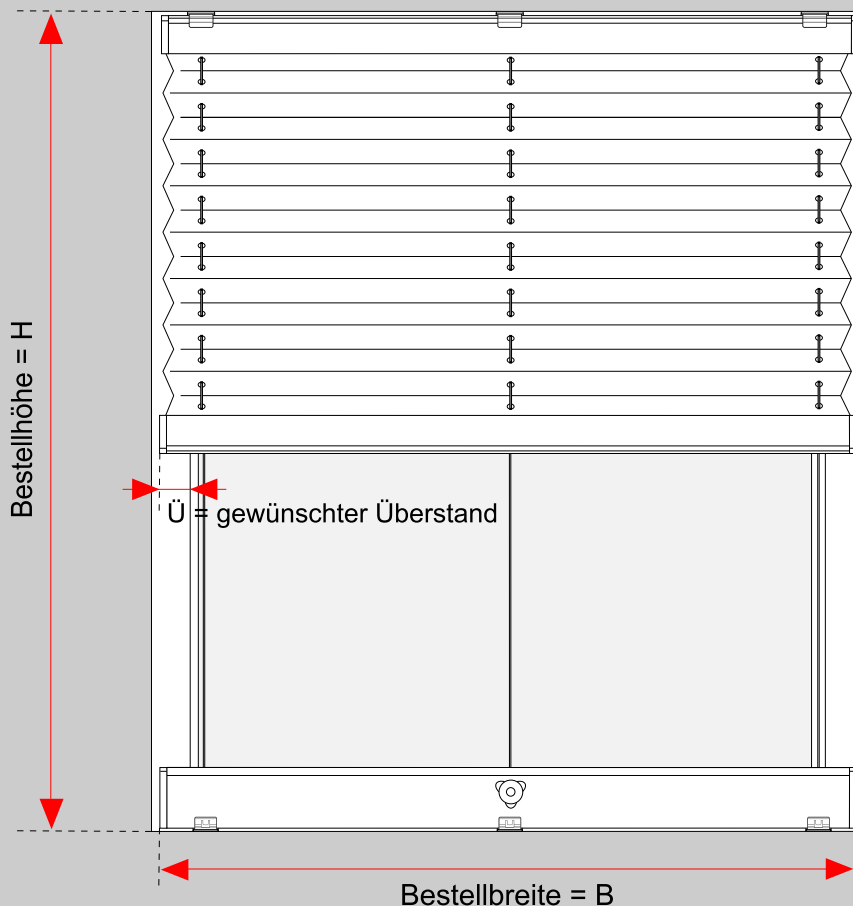 Bestellhöhe = H
Ü = gewünschter Überstand
Bestellbreite = B